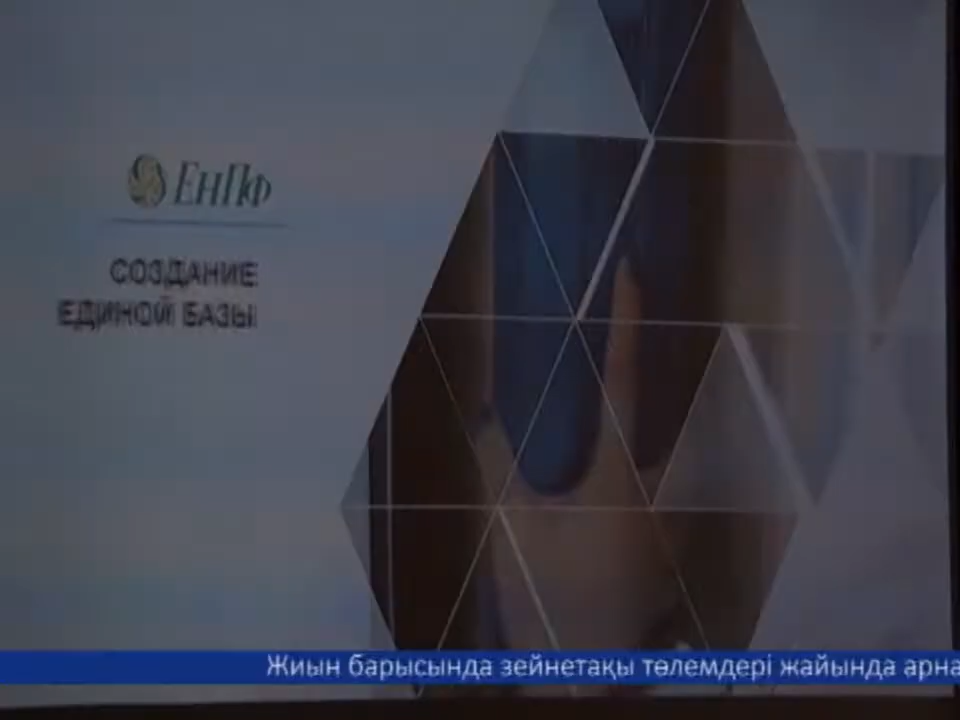 ЕНПФ
СОЗДАНИЕ
ЕДИНОЙ БАЗЫ
Жиын барысында зейнетақы төлемдері жайында арна